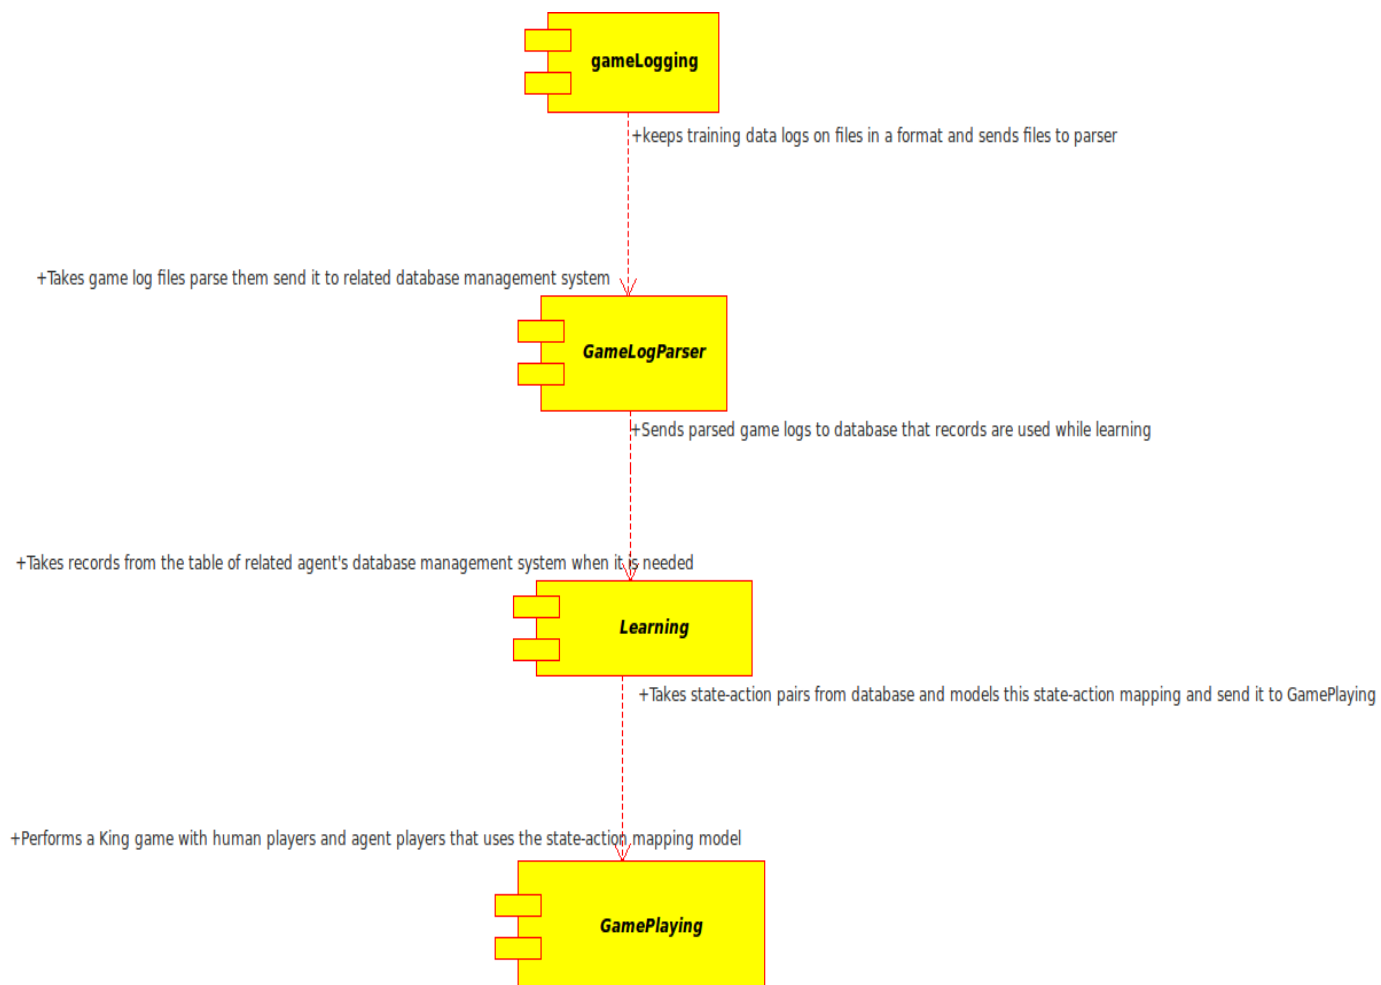 gameLogging
+keeps training data logs on files in a format and sends files to parser
+Takes game log files parse them send it to related database management system
GameLogParser
+Sends parsed game logs to database that records are used while learning
+Takes records from the table of related agent's database management system when it is needed
Learning
+Takes state-action pairs from database and models this state-action mapping and send it to GamePlaying
+Performs a King game with human players and agent players that uses the state-action mapping model
GamePlaying